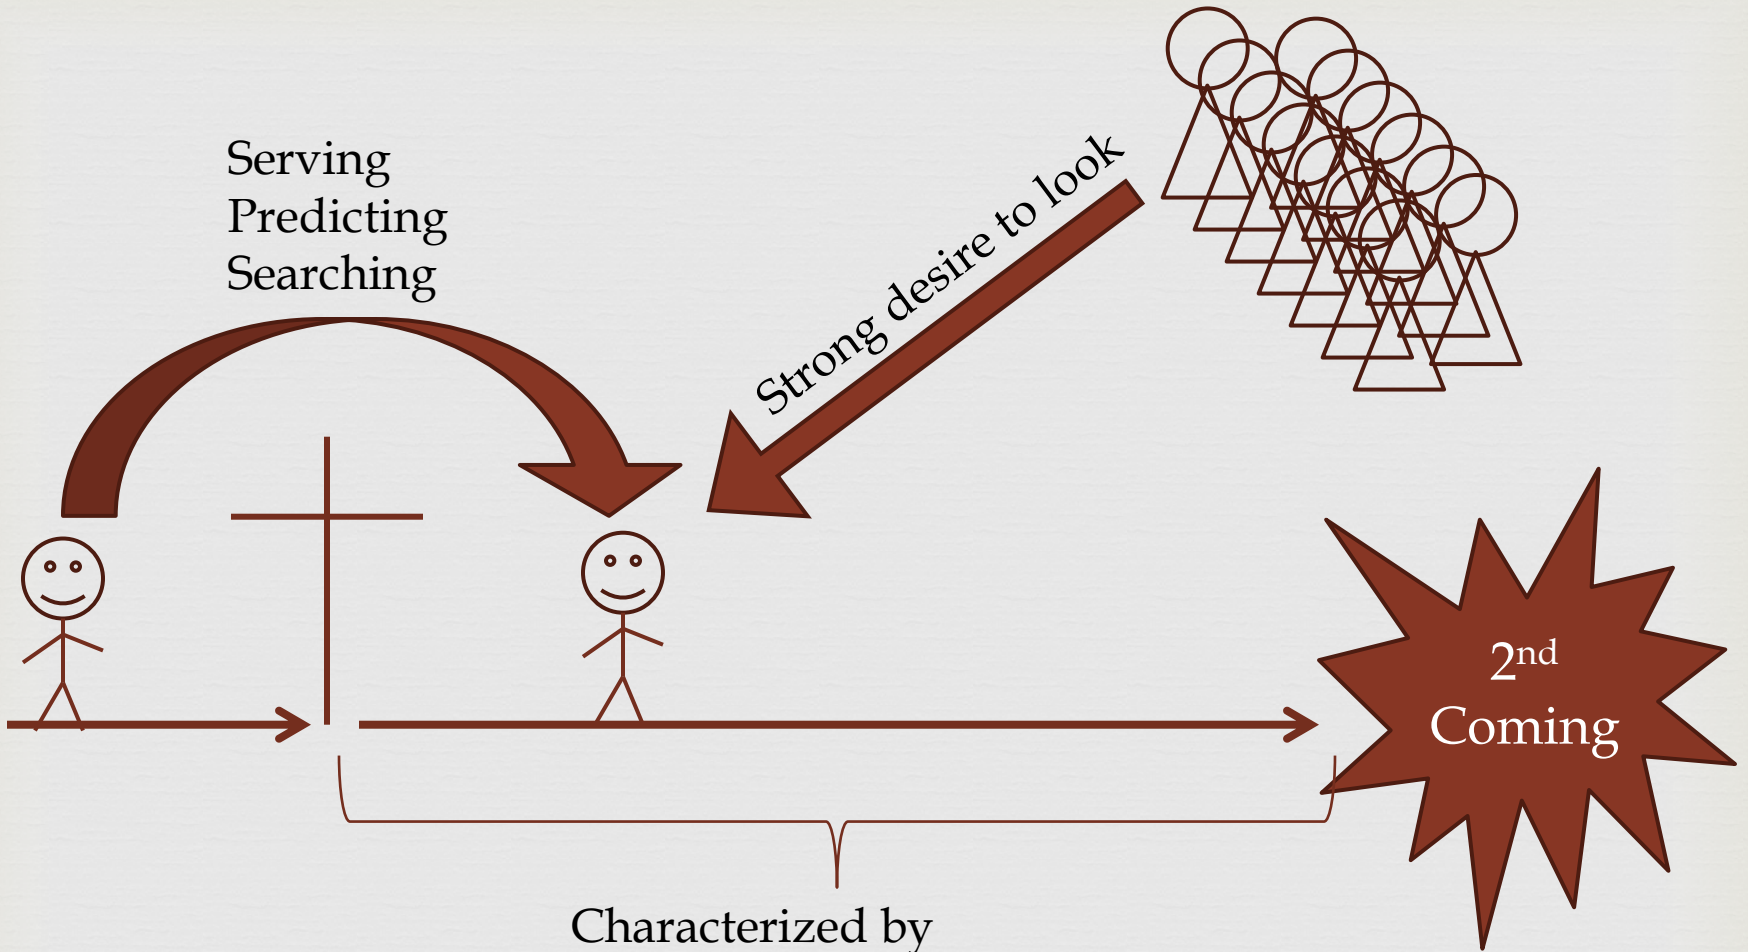 Serving
Predicting
Searching
Strong desire to look
2nd
Coming
Characterized by